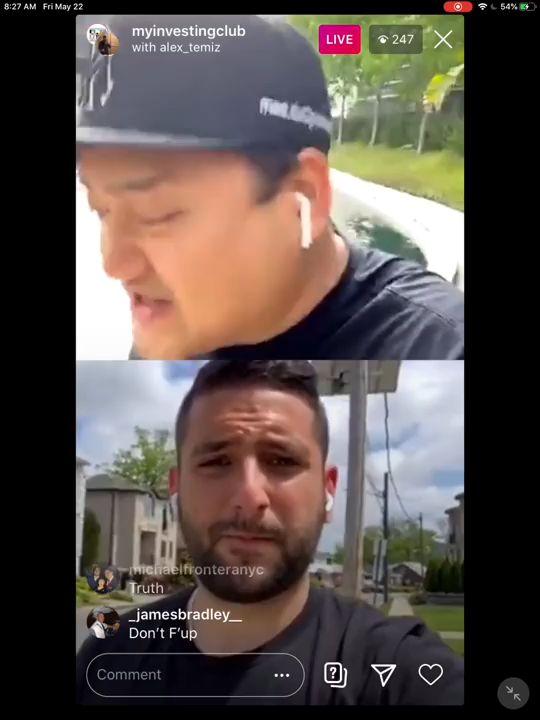 8:27 AM Fri May 22
54%
myinvestingclub
with alex_temiz
LIVE
247
michaelfronteranyc
Truth
_jamesbradley__
Don't F'up
Comment